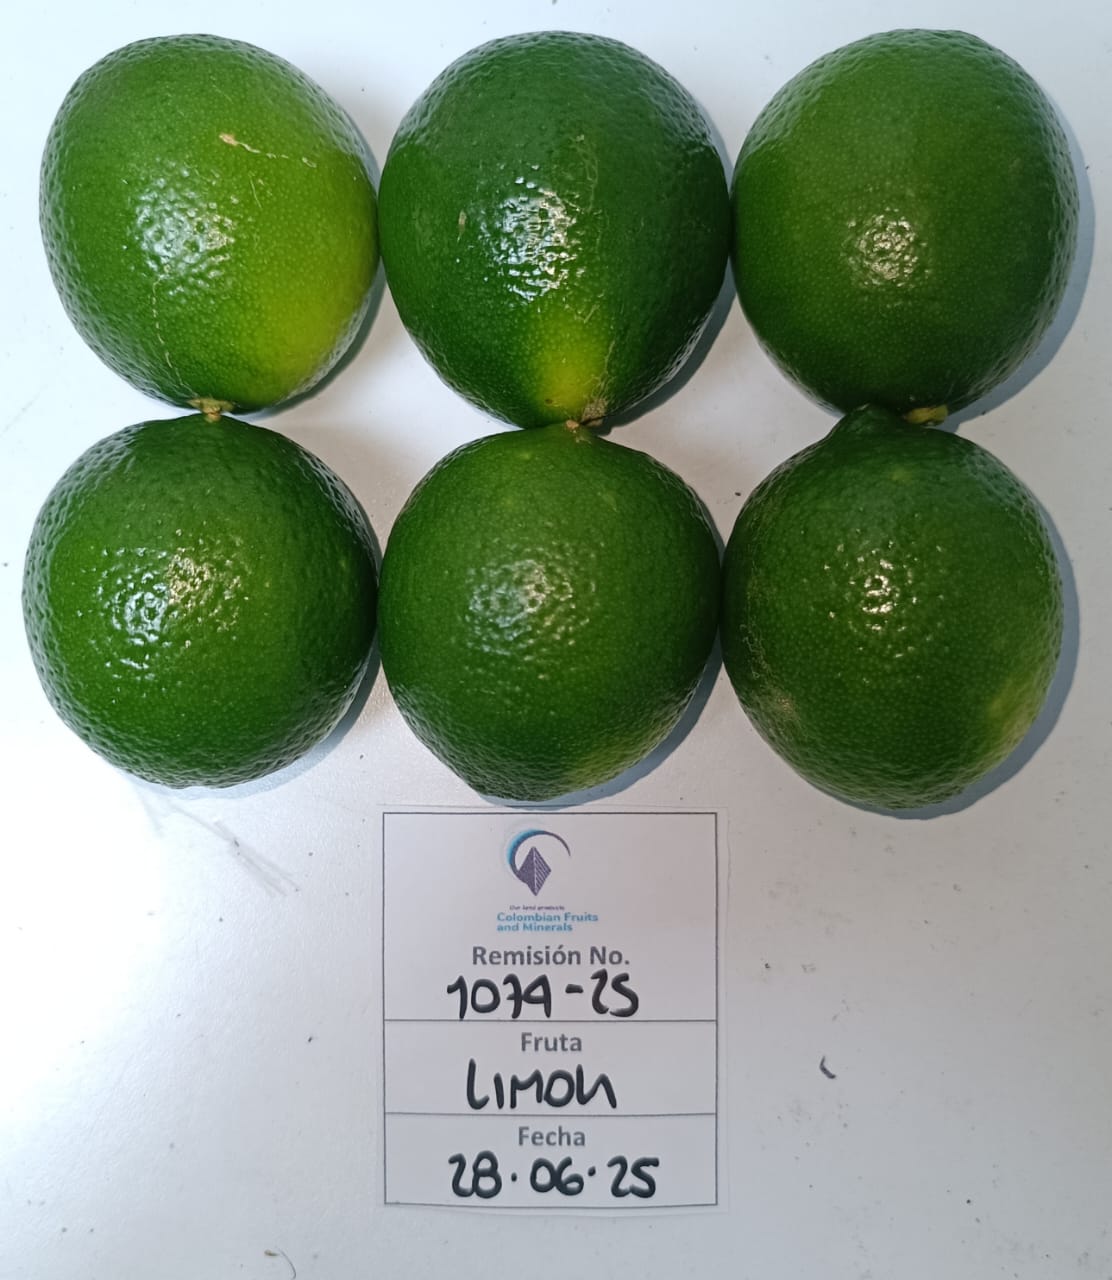 Our land products
Colombian Fruits
and Minerals
Remisión No.
1074-25
Fruta
LIMON
Fecha
28.06.25